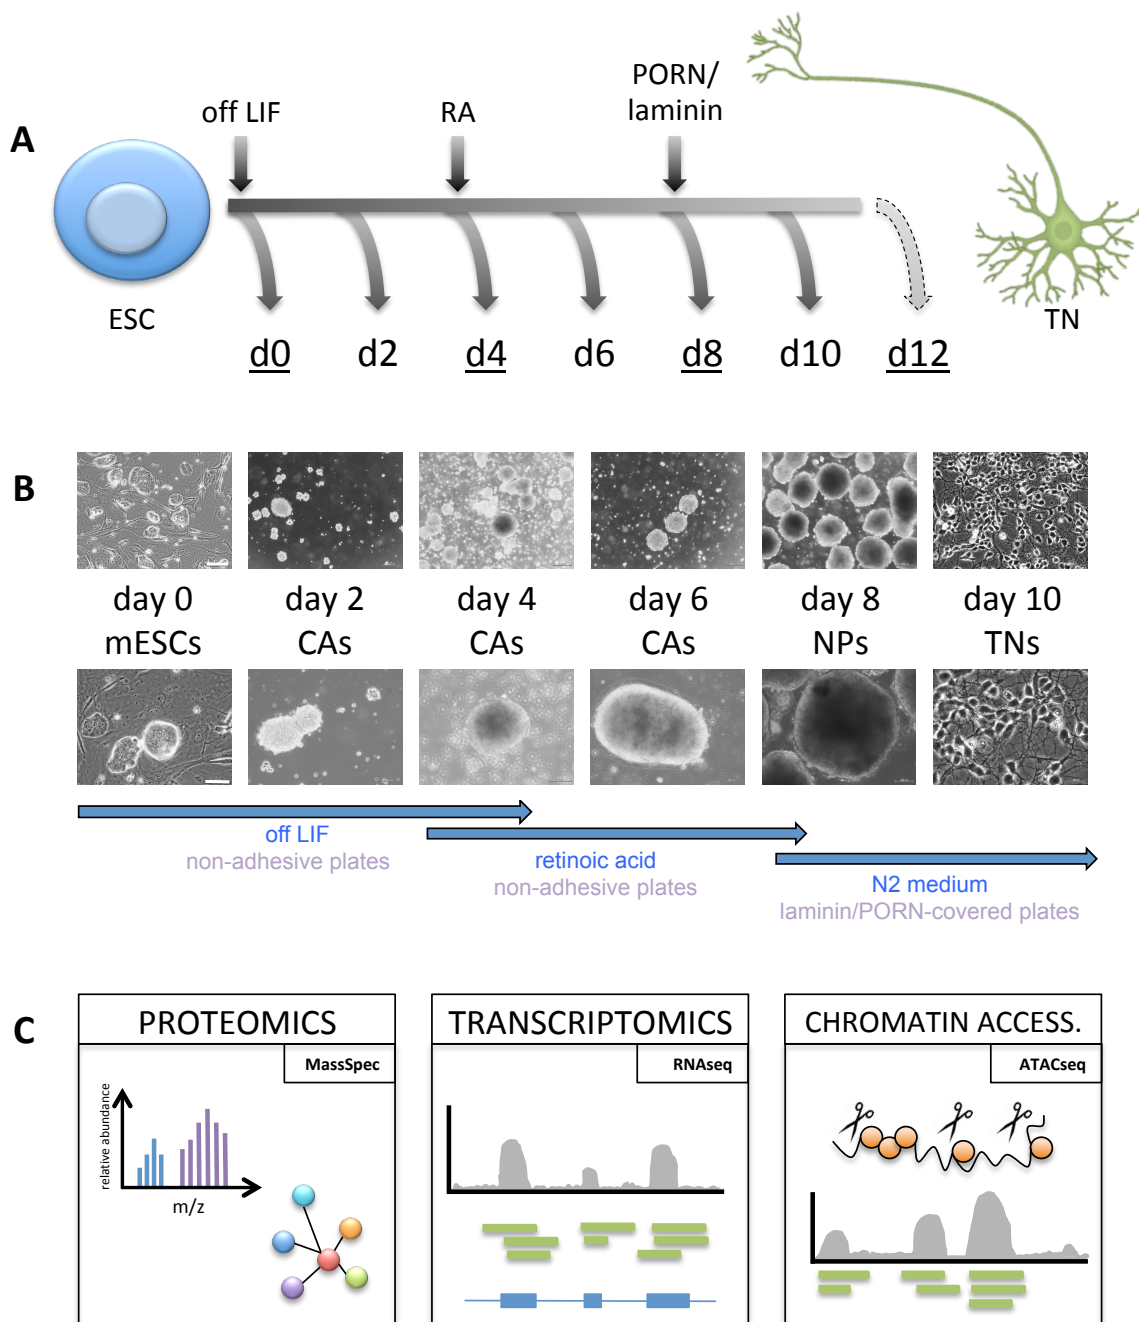 A
off LIF
RA
PORN/
laminin
ESC
TN
d0
d2
d4
d6
d8
d10
d12
B
day 0
mESCs
day 2
CAs
day 4
CAs
day 6
CAs
day 8
NPs
day 10
TNs
off LIF
non-adhesive plates
retinoic acid
non-adhesive plates
N2 medium
laminin/PORN-covered plates
C
PROTEOMICS
MassSpec
relative abundance
m/z
TRANSCRIPTOMICS
RNAseq
CHROMATIN ACCESS.
ATACseq